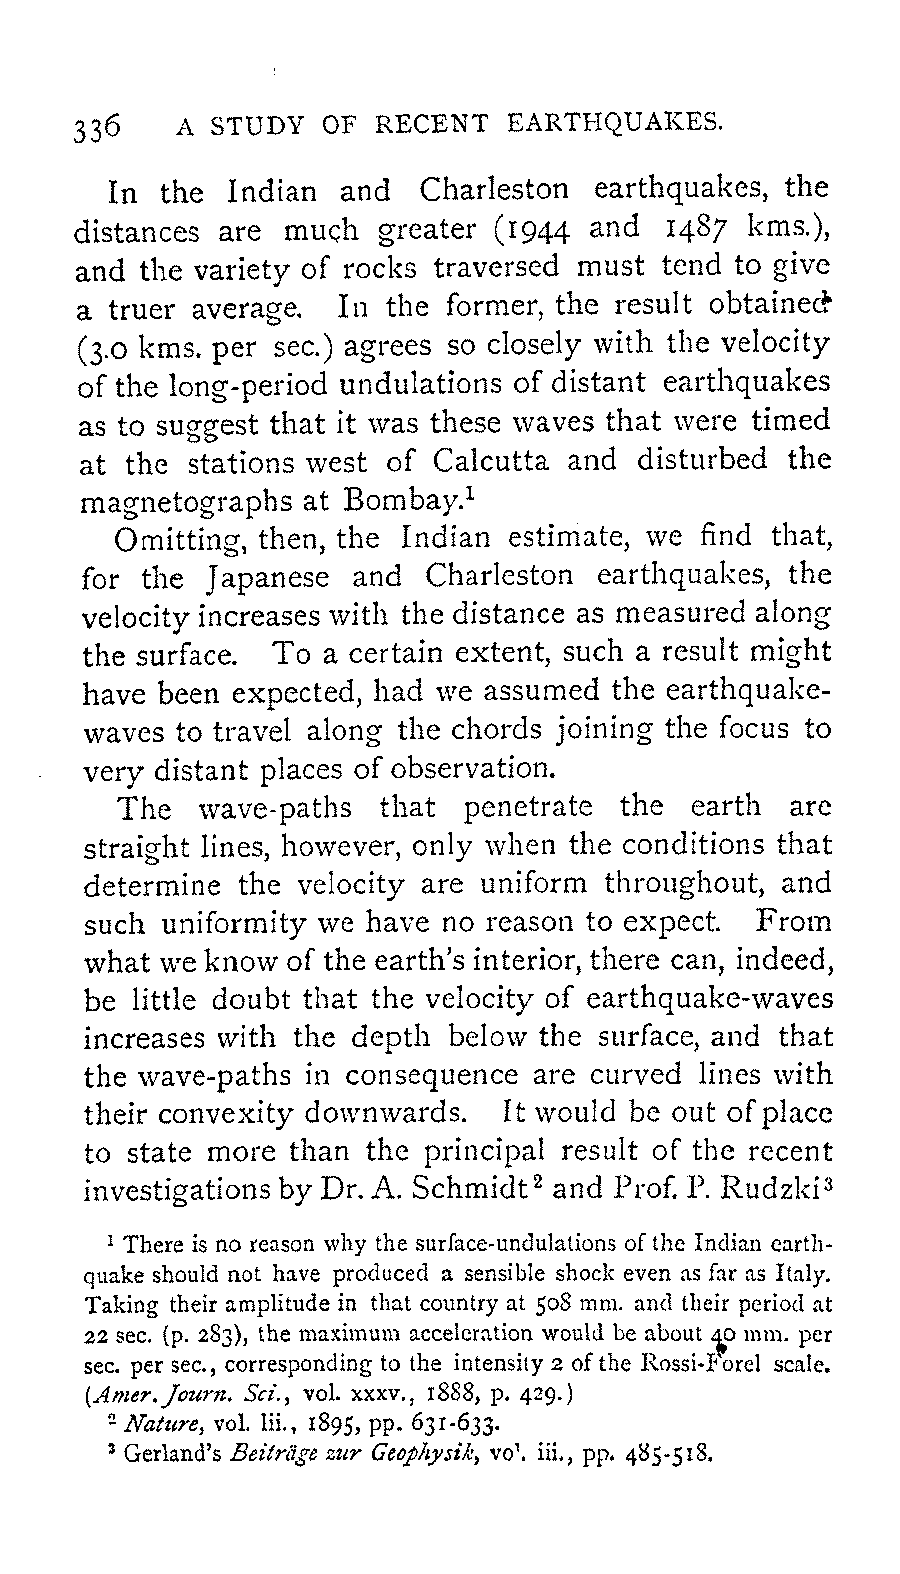 336 A STUDY OF RECENT EARTHQUAKES.
In the Indian and Charleston earthquakes, the
distances are much greater (1944 and 1487 kms.),
and the variety of rocks traversed must tend to give
a truer average. In the former, the result obtained
(3.0 kms. per sec.) agrees so closely with the velocity
of the long-period undulations of distant earthquakes
as to suggest that it was these waves that were timed
at the stations west of Calcutta and disturbed the
magnetographs at Bombay.¹
Omitting, then, the Indian estimate, we find that,
for the Japanese and Charleston earthquakes, the
velocity increases with the distance as measured along
the surface. To a certain extent, such a result might
have been expected, had we assumed the earthquake-
waves to travel along the chords joining the focus to
very distant places of observation.
The wave-paths that penetrate the earth are
straight lines, however, only when the conditions that
determine the velocity are uniform throughout, and
such uniformity we have no reason to expect. From
what we know of the earth's interior, there can, indeed,
be little doubt that the velocity of earthquake-waves
increases with the depth below the surface, and that
the wave-paths in consequence are curved lines with
their convexity downwards. It would be out of place
to state more than the principal result of the recent
investigations by Dr. A. Schmidt² and Prof. P. Rudzki³
¹ There is no reason why the surface-undulations of the Indian earth-
quake should not have produced a sensible shock even as far as Italy.
Taking their amplitude in that country at 508 mm. and their period at
22 sec. (p. 283), the maximum acceleration would be about 40 mm. per
sec. per sec., corresponding to the intensity 2 of the Rossi-Forel scale.
(Amer. Journ. Sci., vol. xxxv., 1888, p. 429.)
² Nature, vol. lii., 1895, pp. 631-633.
³ Gerland's Beiträge zur Geophysik, vol. iii., pp. 485-518.